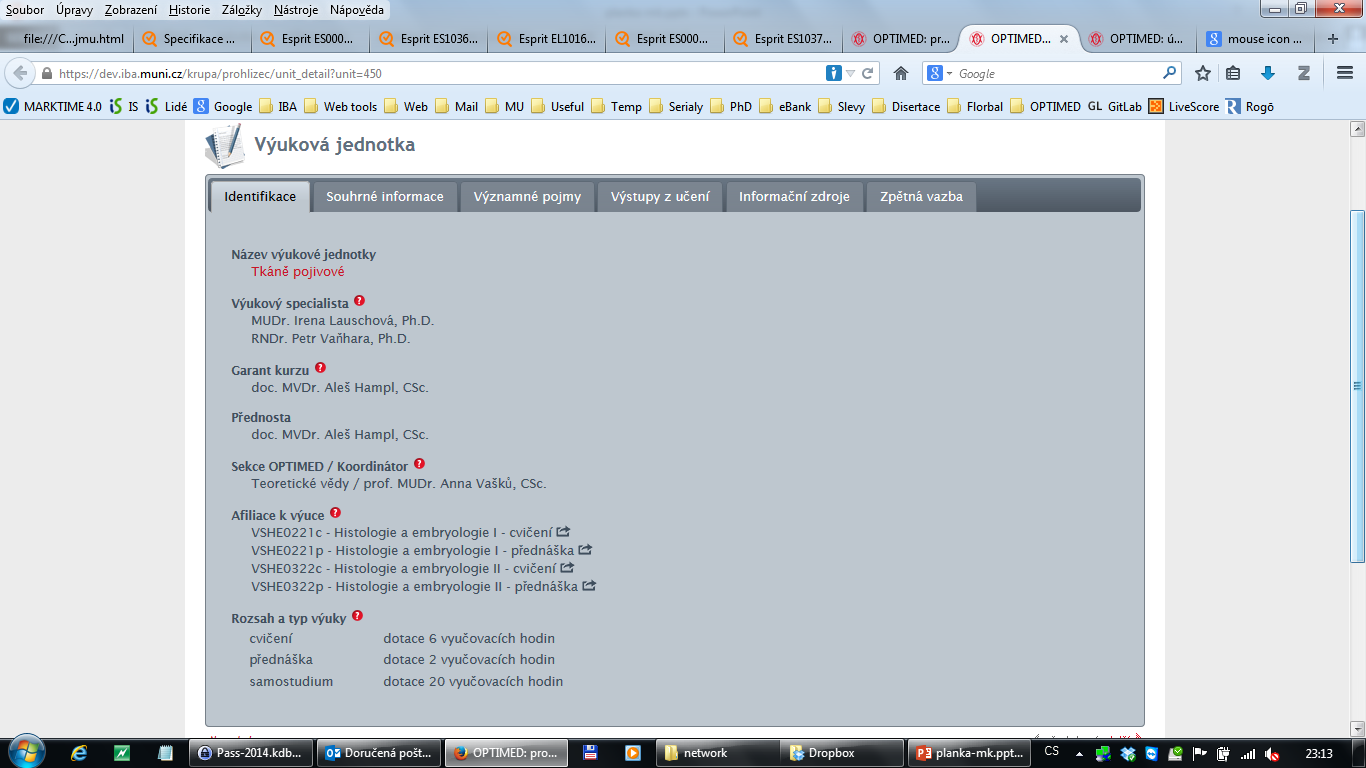 Soubor Úpravy Zobrazení Historie Záložky Nástroje Nápověda
file:///C...jmu.html Specifikace ... Esprit ES000... Esprit ES1036... Esprit EL1016... Esprit ES000... Esprit ES1037... OPTIMED: pr... OPTIMED... OPTIMED: ú... mouse icon ...
https://dev.iba.muni.cz/krupa/prohlizec/unit_detail?unit=450 Google
MARKTIME 4.0 IS Lidé Google IBA Web tools Web Mail MU Useful Temp Serialy PhD eBank Slevy Disertace Florbal OPTIMED GL GitLab LiveScore Rogō
Výuková jednotka
Identifikace Souhrné informace Významné pojmy Výstupy z učení Informační zdroje Zpětná vazba
Název výukové jednotky
Tkáně pojivové
Výukový specialista ?
MUDr. Irena Lauschová, Ph.D.
RNDr. Petr Vaňhara, Ph.D.
Garant kurzu ?
doc. MVDr. Aleš Hampl, CSc.
Přednosta
doc. MVDr. Aleš Hampl, CSc.
Sekce OPTIMED / Koordinátor ?
Teoretické vědy / prof. MUDr. Anna Vašků, CSc.
Afiliace k výuce ?
VSHE0221c - Histologie a embryologie I - cvičení
VSHE0221p - Histologie a embryologie I - přednáška
VSHE0322c - Histologie a embryologie II - cvičení
VSHE0322p - Histologie a embryologie II - přednáška
Rozsah a typ výuky ?
cvičení dotace 6 vyučovacích hodin
přednáška dotace 2 vyučovacích hodin
samostudium dotace 20 vyučovacích hodin
Pass-2014.kdb... Doručená pošt... OPTIMED: pro... network Dropbox planka-mk.ppt... CS 23:13